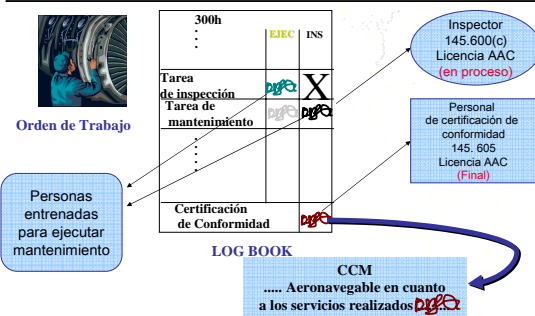 300h
EJEC
INS
Tarea
de inspección
X
Tarea de
mantenimiento
Certificación
de Conformidad
Orden de Trabajo
Personas
entrenadas
para ejecutar
mantenimiento
LOG BOOK
Inspector
145.600(c)
Licencia AAC
(en proceso)
Personal
de certificación de
conformidad
145. 605
Licencia AAC
(Final)
CCM
..... Aeronavegable en cuanto
a los servicios realizados